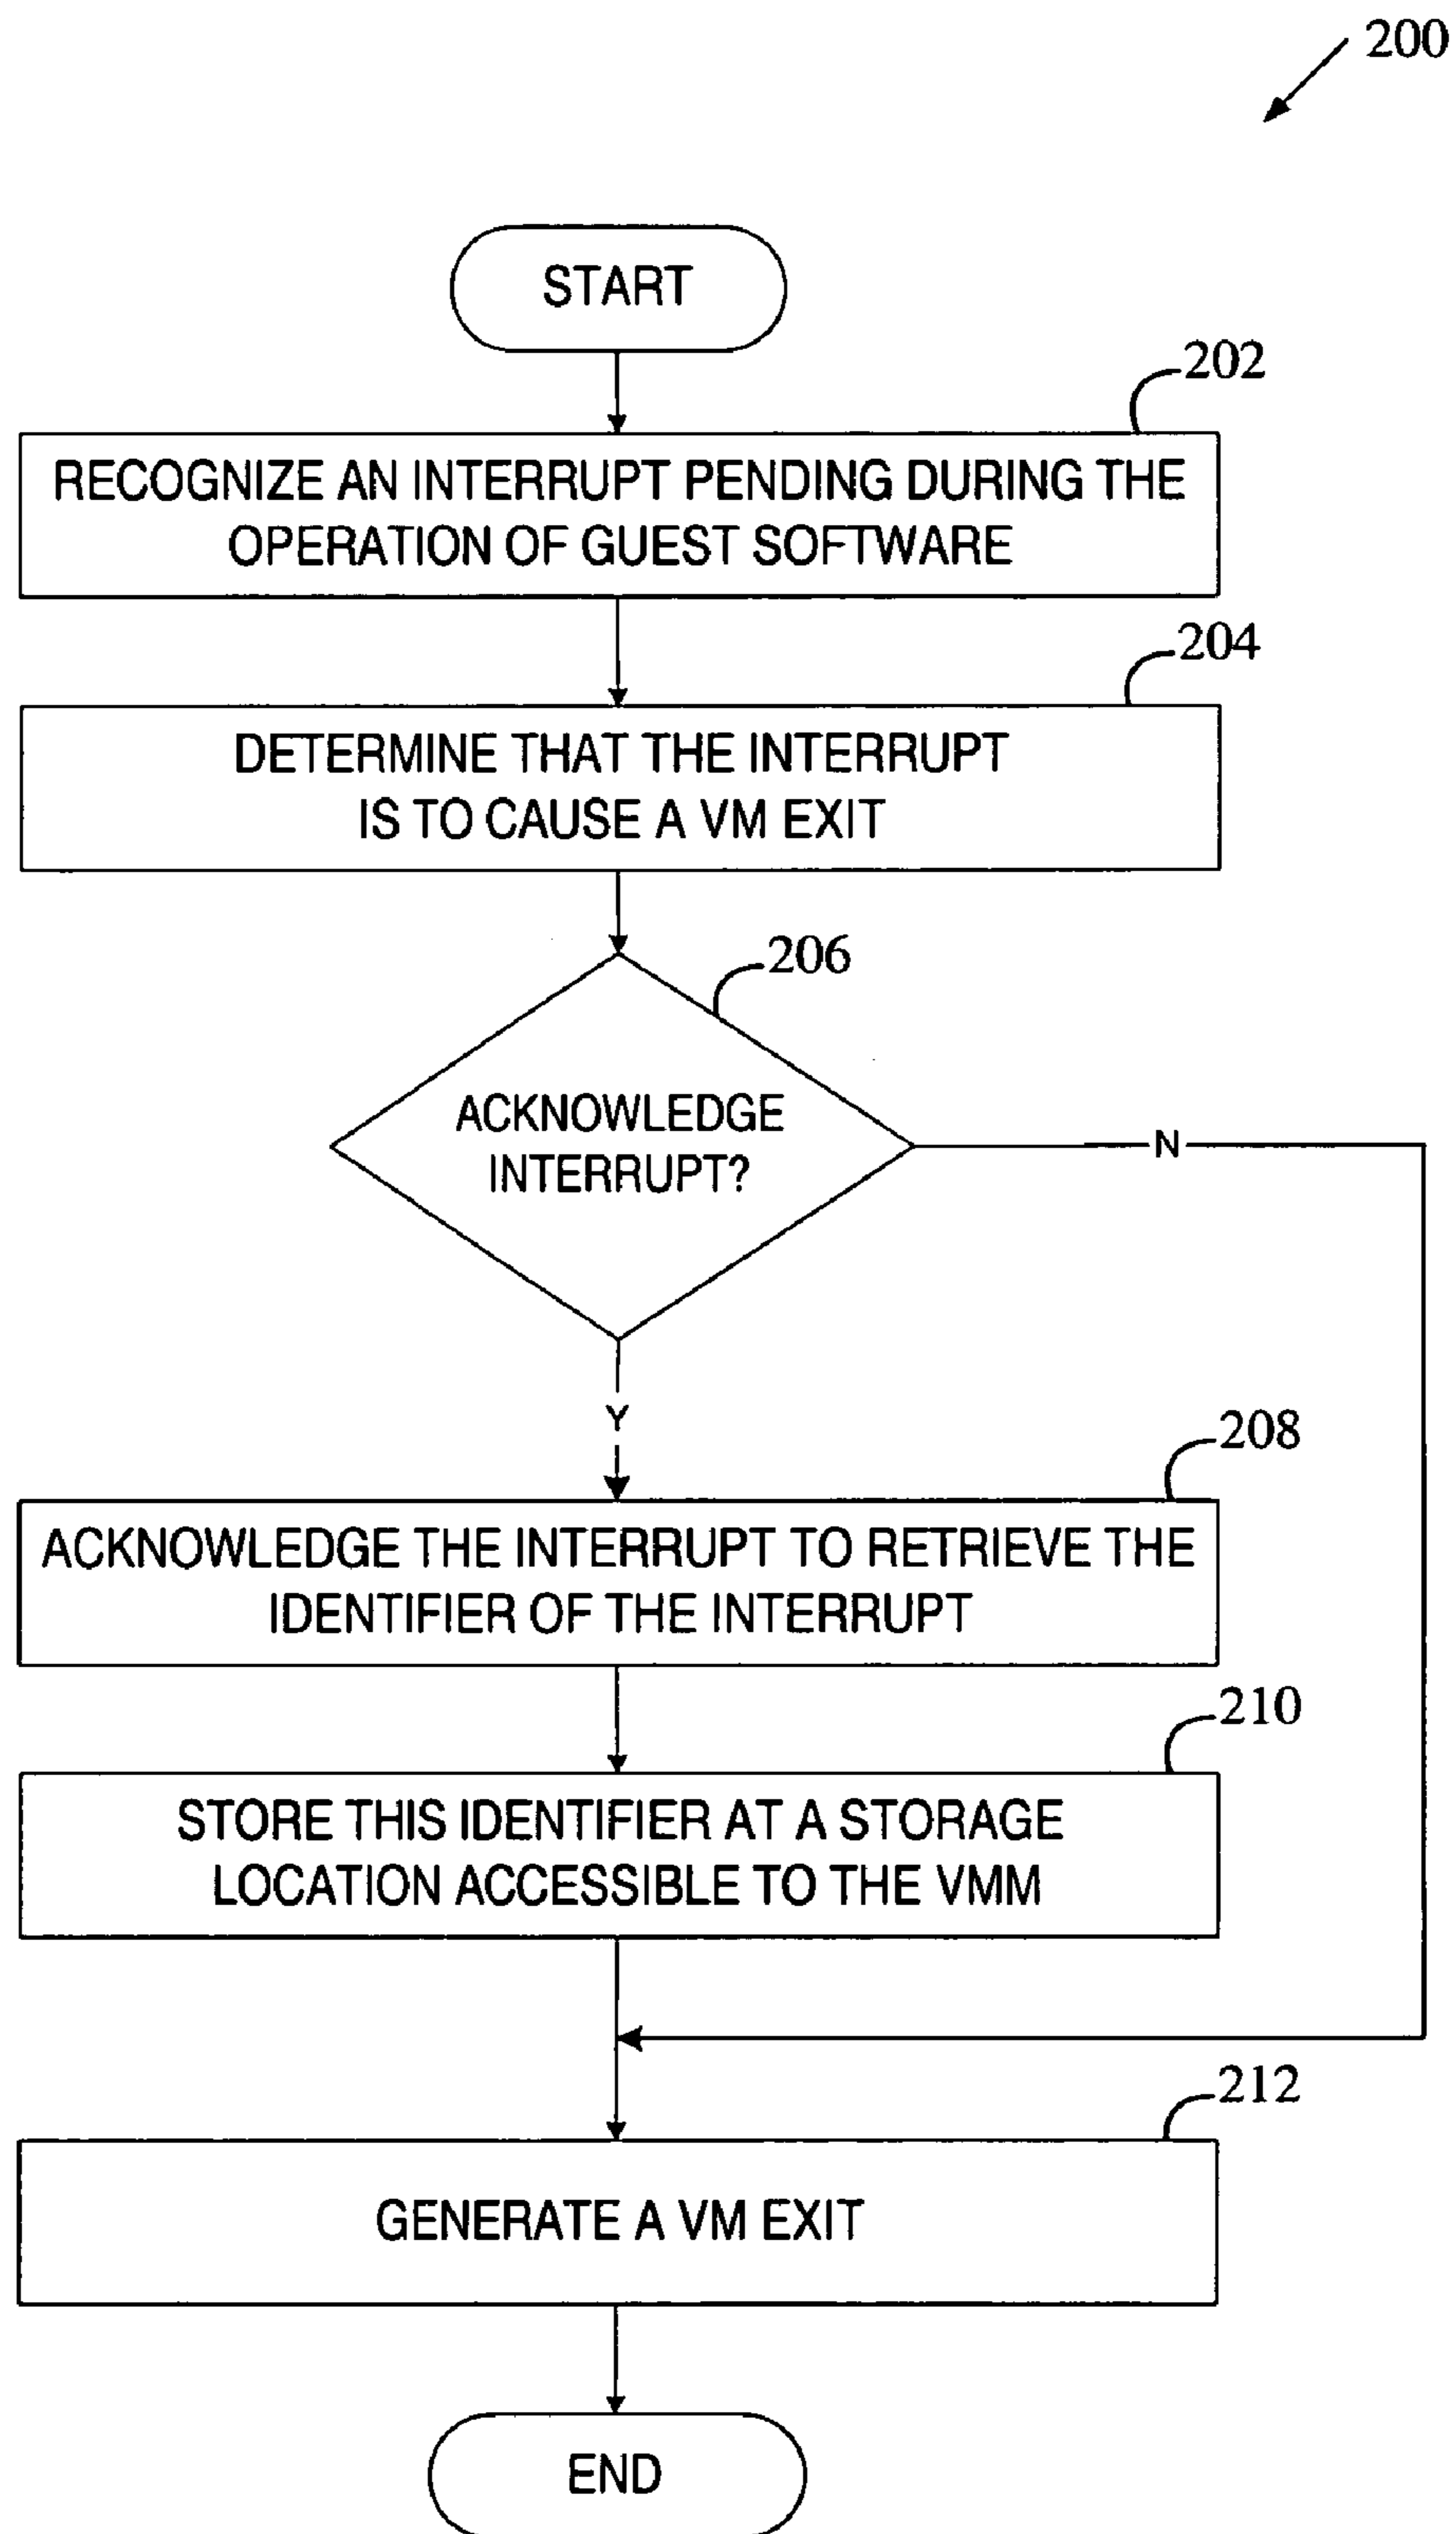 200
START
202
RECOGNIZE AN INTERRUPT PENDING DURING THE
OPERATION OF GUEST SOFTWARE
204
DETERMINE THAT THE INTERRUPT
IS TO CAUSE A VM EXIT
206
ACKNOWLEDGE
INTERRUPT?
N
Y
208
ACKNOWLEDGE THE INTERRUPT TO RETRIEVE THE
IDENTIFIER OF THE INTERRUPT
210
STORE THIS IDENTIFIER AT A STORAGE
LOCATION ACCESSIBLE TO THE VMM
212
GENERATE A VM EXIT
END